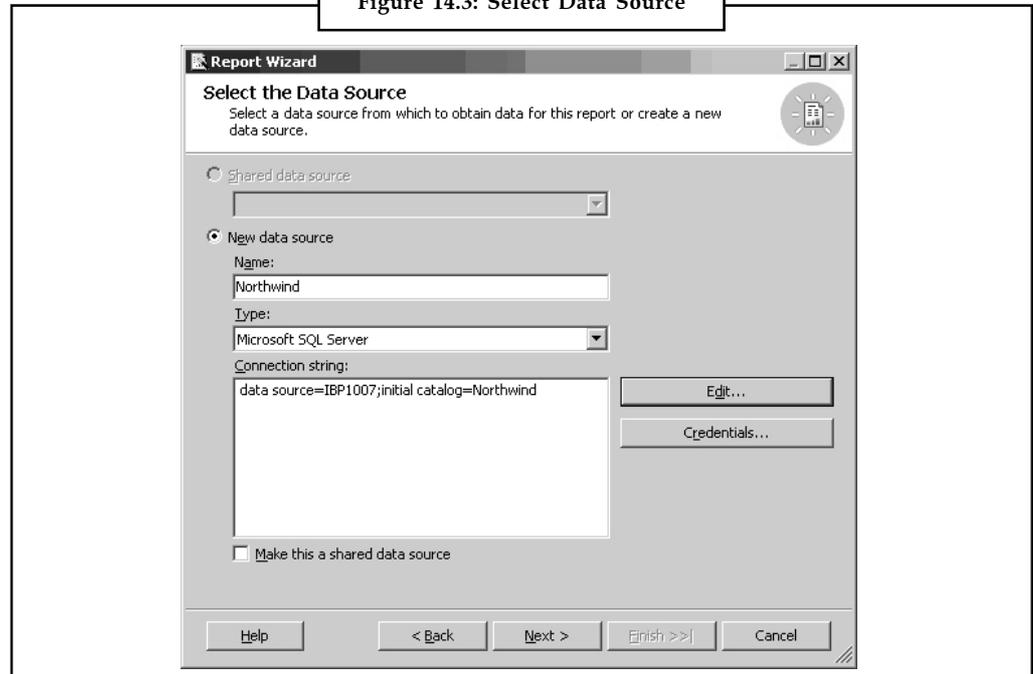 Figure 14.3: Select Data Source
Report Wizard
Select the Data Source
Select a data source from which to obtain data for this report or create a new
data source.
Shared data source
New data source
Name:
Northwind
Type:
Microsoft SQL Server
Connection string:
data source=IBP1007;initial catalog=Northwind
Edit...
Credentials...
Make this a shared data source
Help
< Back
Next >
Finish >>|
Cancel